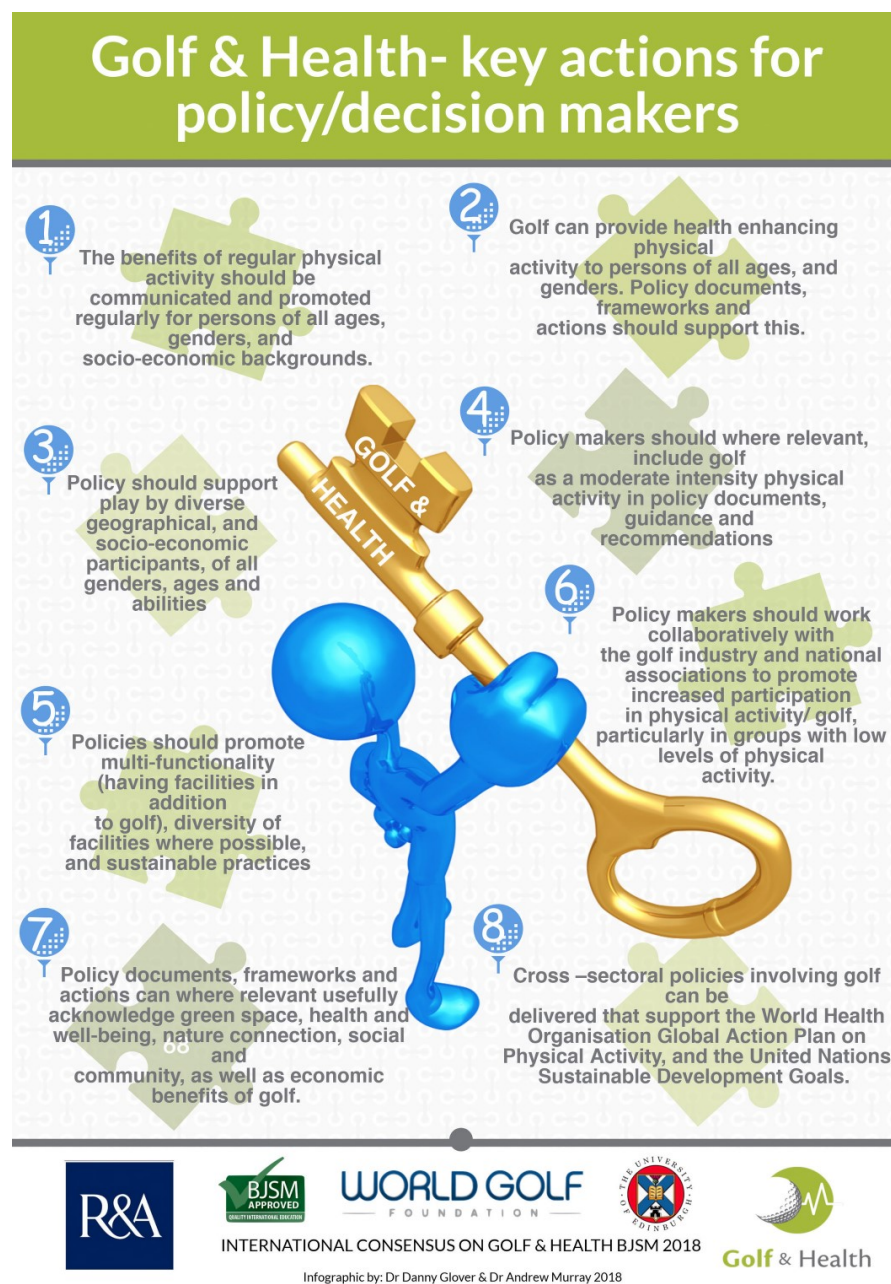 Golf & Health- key actions for
policy/decision makers
1
The benefits of regular physical
activity should be
communicated and promoted
regularly for persons of all ages,
genders, and
socio-economic backgrounds.
2
Golf can provide health enhancing
physical
activity to persons of all ages, and
genders. Policy documents,
frameworks and
actions should support this.
3
Policy should support
play by diverse
geographical, and
socio-economic
participants, of all
genders, ages and
abilities
GOLF &
HEALTH
4
Policy makers should where relevant,
include golf
as a moderate intensity physical
activity in policy documents,
guidance and
recommendations
5
Policies should promote
multi-functionality
(having facilities in
addition
to golf), diversity of
facilities where possible,
and sustainable practices
6
Policy makers should work
collaboratively with
the golf industry and national
associations to promote
increased participation
in physical activity/ golf,
particularly in groups with low
levels of physical
activity.
7
Policy documents, frameworks and
actions can where relevant usefully
acknowledge green space, health and
well-being, nature connection, social
68
and
community, as well as economic
benefits of golf.
8
Cross –sectoral policies involving golf
can be
delivered that support the World Health
Organisation Global Action Plan on
Physical Activity, and the United Nations
Sustainable Development Goals.
R&A
BJSM
APPROVED
QUALITY INTERNATIONAL EDUCATION
WORLD GOLF
FOUNDATION
THE UNIVERSITY
OF EDINBURGH
Golf & Health
INTERNATIONAL CONSENSUS ON GOLF & HEALTH BJSM 2018
Infographic by: Dr Danny Glover & Dr Andrew Murray 2018